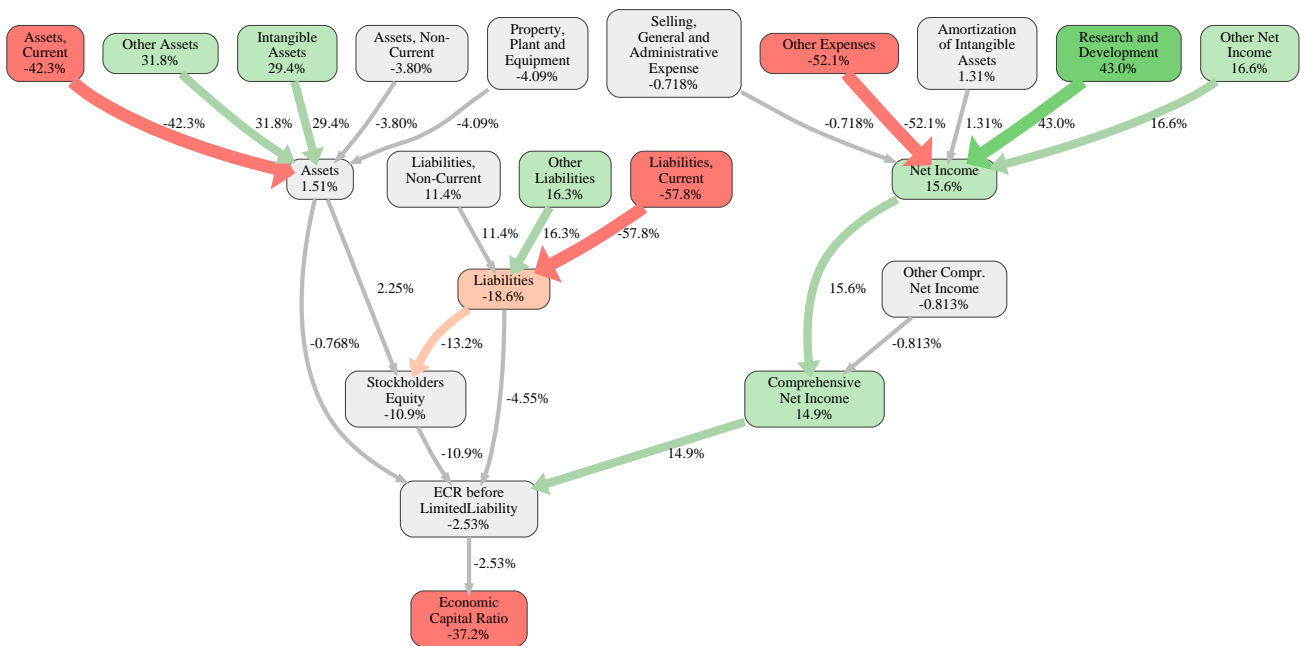 Assets,
Current
-42.3%
Other Assets
31.8%
Intangible
Assets
29.4%
Assets, Non-
Current
-3.80%
Property,
Plant and
Equipment
-4.09%
Selling,
General and
Administrative
Expense
-0.718%
Other Expenses
-52.1%
Amortization
of Intangible
Assets
1.31%
Research and
Development
43.0%
Other Net
Income
16.6%
-42.3%
31.8%
29.4%
-3.80%
-4.09%
-0.718%
-52.1%
1.31%
43.0%
16.6%
Assets
1.51%
Liabilities,
Non-Current
11.4%
Other
Liabilities
16.3%
Liabilities,
Current
-57.8%
Net Income
15.6%
11.4%
16.3%
-57.8%
Liabilities
-18.6%
2.25%
15.6%
Other Compr.
Net Income
-0.813%
-0.768%
-13.2%
-0.813%
Stockholders
Equity
-10.9%
-4.55%
Comprehensive
Net Income
14.9%
-10.9%
14.9%
ECR before
LimitedLiability
-2.53%
-2.53%
Economic
Capital Ratio
-37.2%